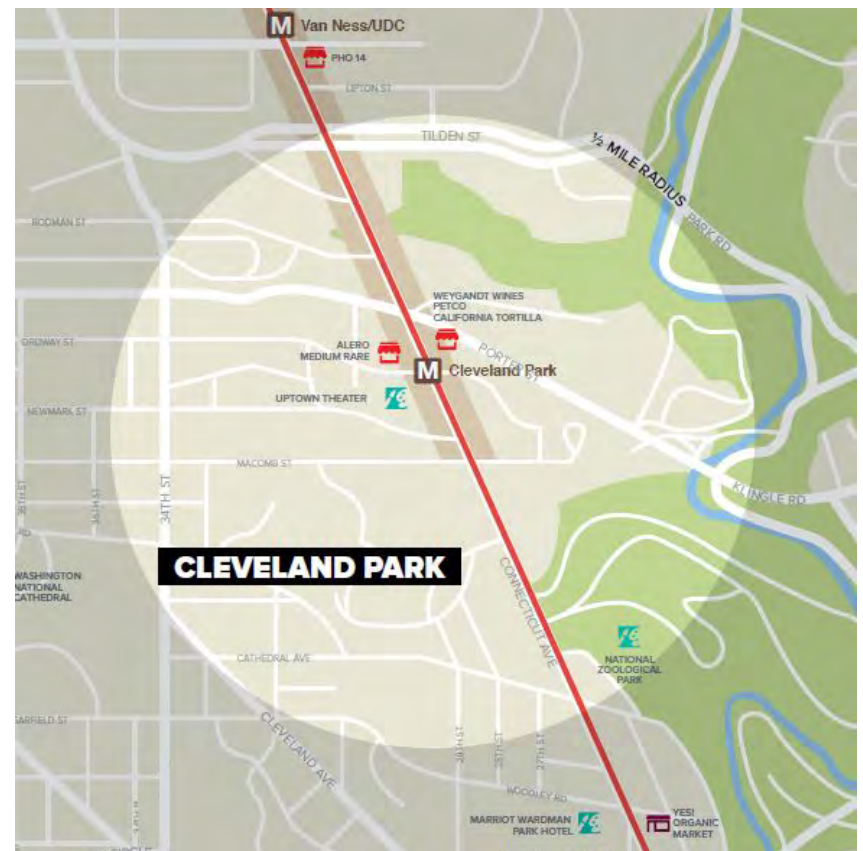 M Van Ness/UDC
PHO 14
UPTON ST
TILDEN ST
½ MILE RADIUS
PARK RD
RODMAN ST
WEYGANDT WINES
PETCO
CALIFORNIA TORTILLA
ORDWAY ST
ALERO
MEDIUM RARE
PORTER ST
M Cleveland Park
UPTOWN THEATER
NEWMARK ST
MACOMB ST
38TH ST
36TH ST
34TH ST
KLINGLE RD
CLEVELAND PARK
WASHINGTON
NATIONAL
CATHEDRAL
CONNECTICUT AVE
NATIONAL
ZOOLOGICAL
PARK
CATHEDRAL AVE
GARFIELD ST
CLEVELAND AVE
29TH ST
28TH ST
27TH ST
WOODLEY RD
MARRIOT WARDMAN
PARK HOTEL
YES!
ORGANIC
MARKET